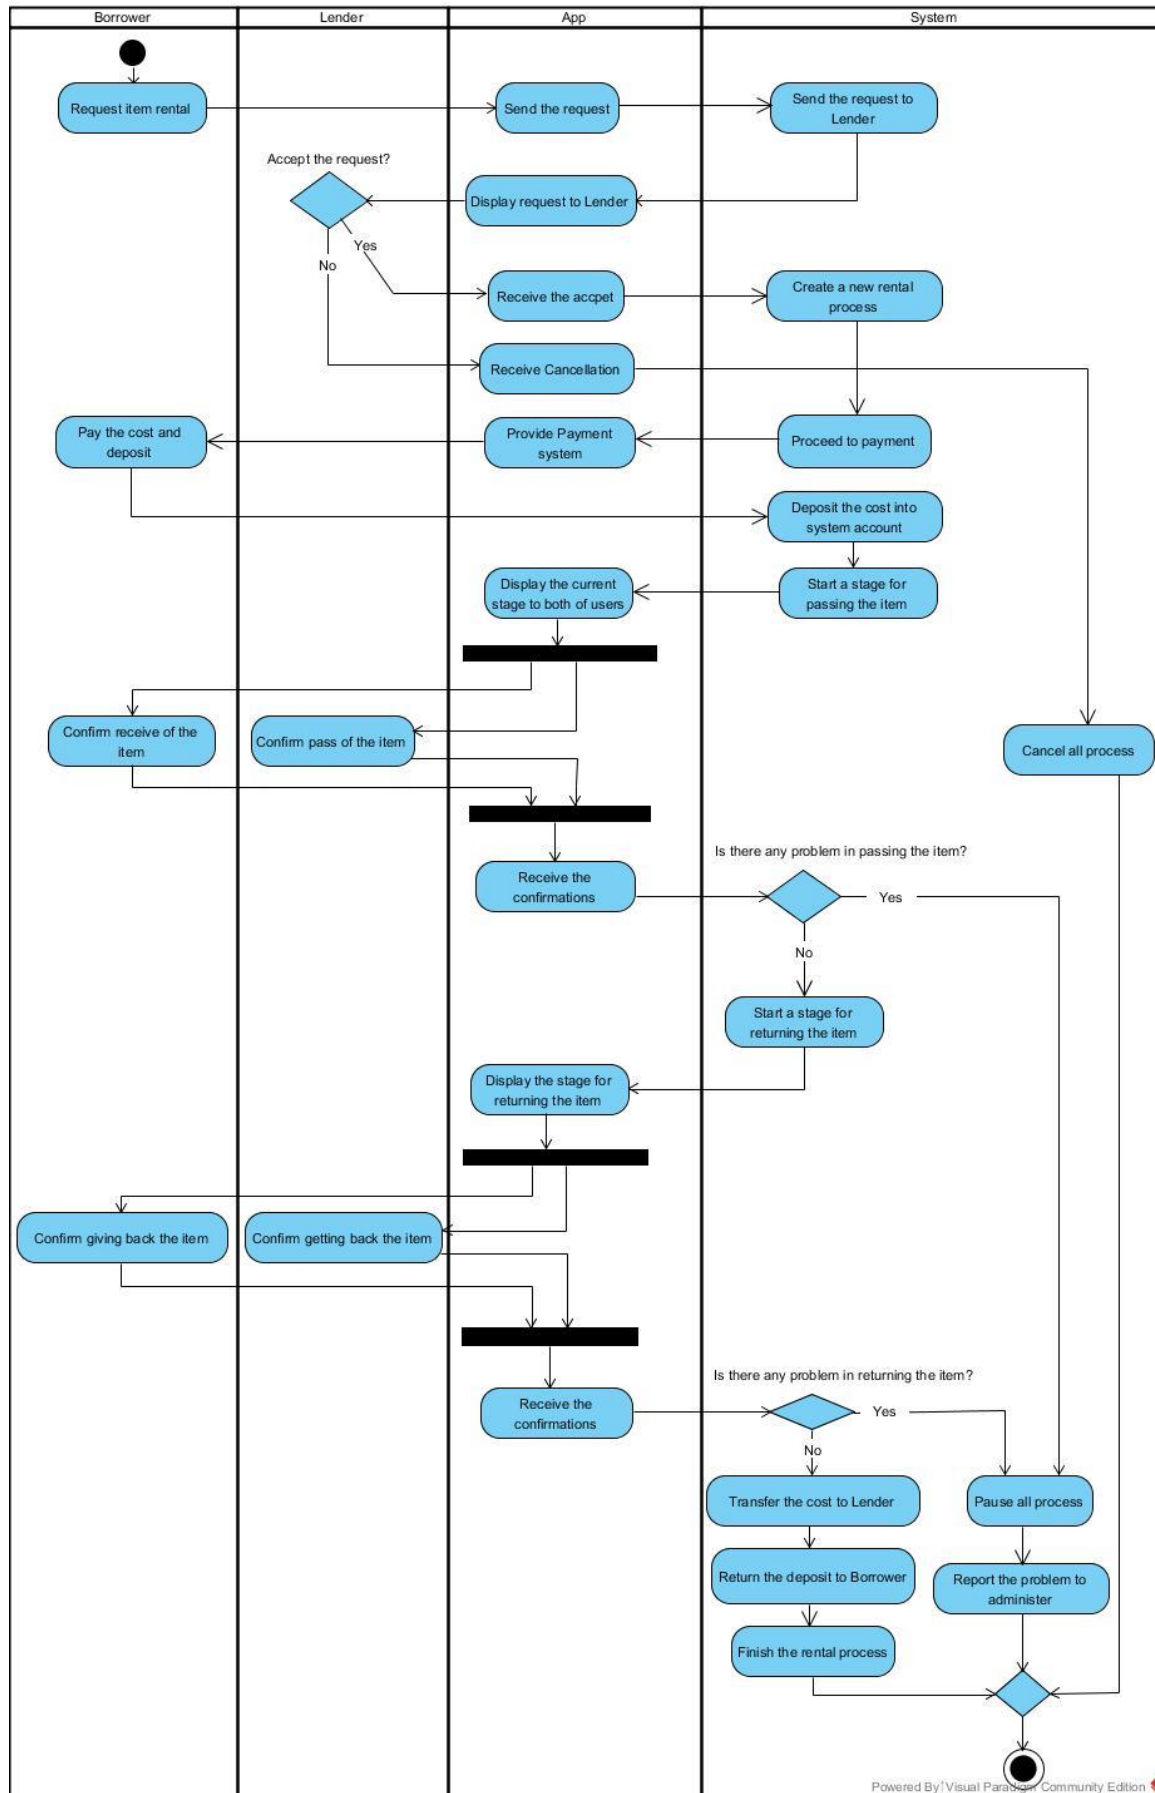 Borrower
Lender
App
System
Request item rental
Send the request
Send the request to
Lender
Accept the request?
Display request to Lender
Yes
No
Receive the accpet
Create a new rental
process
Receive Cancellation
Pay the cost and
deposit
Provide Payment
system
Proceed to payment
Deposit the cost into
system account
Display the current
stage to both of users
Start a stage for
passing the item
Confirm receive of the
item
Confirm pass of the item
Cancel all process
Is there any problem in passing the item?
Receive the
confirmations
Yes
No
Start a stage for
returning the item
Display the stage for
returning the item
Confirm giving back the item
Confirm getting back the item
Is there any problem in returning the item?
Receive the
confirmations
Yes
No
Transfer the cost to Lender
Pause all process
Return the deposit to Borrower
Report the problem to
administer
Finish the rental process
Powered By Visual Paradigm Community Edition